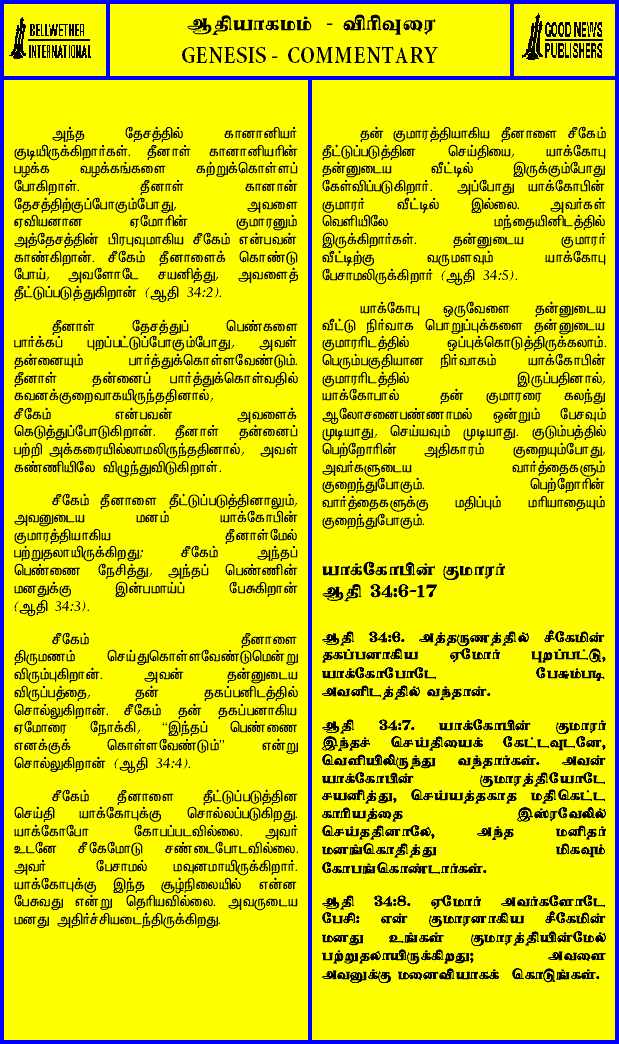 BELLWETHER
INTERNATIONAL
ஆதியாகமம் - விரிவுரை
GENESIS - COMMENTARY
GOOD NEWS
PUBLISHERS
அந்த தேசத்தில் கானானியர்
குடியிருக்கிறார்கள். தீனாள் கானானியரின்
பழக்க வழக்கங்களை கற்றுக்கொள்ளப்
போகிறாள். தீனாள் கானான்
தேசத்திற்குப்போகும்போது, அவளை
ஏவியனான ஏமோரின் குமாரனும்
அத்தேசத்தின் பிரபுவுமாகிய சீகேம் என்பவன்
காண்கிறான். சீகேம் தீனாளைக் கொண்டு
போய், அவளோடே சயனித்து, அவளைத்
தீட்டுப்படுத்துகிறான் (ஆதி 34:2).
தீனாள் தேசத்துப் பெண்களை
பார்க்கப் புறப்பட்டுப்போகும்போது, அவள்
தன்னையும் பார்த்துக்கொள்ளவேண்டும்.
தீனாள் தன்னைப் பார்த்துக்கொள்வதில்
கவனக்குறைவாகயிருந்ததினால்,
சீகேம் என்பவன் அவளைக்
கெடுத்துப்போடுகிறான். தீனாள் தன்னைப்
பற்றி அக்கரையில்லாமலிருந்ததினால், அவள்
கண்ணியிலே விழுந்துவிடுகிறாள்.
சீகேம் தீனாளை தீட்டுப்படுத்தினாலும்,
அவனுடைய மனம் யாக்கோபின்
குமாரத்தியாகிய தீனாள்மேல்
பற்றுதலாயிருக்கிறது; சீகேம் அந்தப்
பெண்ணை நேசித்து, அந்தப் பெண்ணின்
மனதுக்கு இன்பமாய்ப் பேசுகிறான்
(ஆதி 34:3).
சீகேம் தீனாளை
திருமணம் செய்துகொள்ளவேண்டுமென்று
விரும்புகிறான். அவன் தன்னுடைய
விருப்பத்தை, தன் தகப்பனிடத்தில்
சொல்லுகிறான். சீகேம் தன் தகப்பனாகிய
ஏமோரை நோக்கி, "இந்தப் பெண்ணை
எனக்குக் கொள்ளவேண்டும்" என்று
சொல்லுகிறான் (ஆதி 34:4).
சீகேம் தீனாளை தீட்டுப்படுத்தின
செய்தி யாக்கோபுக்கு சொல்லப்படுகிறது.
யாக்கோபோ கோபப்படவில்லை. அவர்
உடனே சீகேமோடு சண்டைபோடவில்லை.
அவர் பேசாமல் மவுனமாயிருக்கிறார்.
யாக்கோபுக்கு இந்த சூழ்நிலையில் என்ன
பேசுவது என்று தெரியவில்லை. அவருடைய
மனது அதிர்ச்சியடைந்திருக்கிறது.
தன் குமாரத்தியாகிய தீனாளை சீகேம்
தீட்டுப்படுத்தின செய்தியை, யாக்கோபு
தன்னுடைய வீட்டில் இருக்கும்போது
கேள்விப்படுகிறார். அப்போது யாக்கோபின்
குமாரர் வீட்டில் இல்லை. அவர்கள்
வெளியிலே மந்தையினிடத்தில்
இருக்கிறார்கள். தன்னுடைய குமாரர்
வீட்டிற்கு வருமளவும் யாக்கோபு
பேசாமலிருக்கிறார் (ஆதி 34:5).
யாக்கோபு ஒருவேளை தன்னுடைய
வீட்டு நிர்வாக பொறுப்புக்களை தன்னுடைய
குமாரரிடத்தில் ஒப்புக்கொடுத்திருக்கலாம்.
பெரும்பகுதியான நிர்வாகம் யாக்கோபின்
குமாரரிடத்தில் இருப்பதினால்,
யாக்கோபால் தன் குமாரரை கலந்து
ஆலோசனைபண்ணாமல் ஒன்றும் பேசவும்
முடியாது, செய்யவும் முடியாது. குடும்பத்தில்
பெற்றோரின் அதிகாரம் குறையும்போது,
அவர்களுடைய வார்த்தைகளும்
குறைந்துபோகும். பெற்றோரின்
வார்த்தைகளுக்கு மதிப்பும் மரியாதையும்
குறைந்துபோகும்.
யாக்கோபின் குமாரர்
ஆதி 34:6-17
ஆதி 34:6. அத்தருணத்தில் சீகேமின்
தகப்பனாகிய ஏமோர் புறப்பட்டு,
யாக்கோபோடே பேசும்படி
அவனிடத்தில் வந்தான்.
ஆதி 34:7. யாக்கோபின் குமாரர்
இந்தச் செய்தியைக் கேட்டவுடனே,
வெளியிலிருந்து வந்தார்கள். அவன்
யாக்கோபின் குமாரத்தியோடே
சயனித்து, செய்யத்தகாத மதிகெட்ட
காரியத்தை இஸ்ரவேலில்
செய்ததினாலே, அந்த மனிதர்
மனங்கொதித்து மிகவும்
கோபங்கொண்டார்கள்.
ஆதி 34:8. ஏமோர் அவர்களோடே
பேசி: என் குமாரனாகிய சீகேமின்
மனது உங்கள் குமாரத்தியின்மேல்
பற்றுதலாயிருக்கிறது; அவளை
அவனுக்கு மனைவியாகக் கொடுங்கள்.